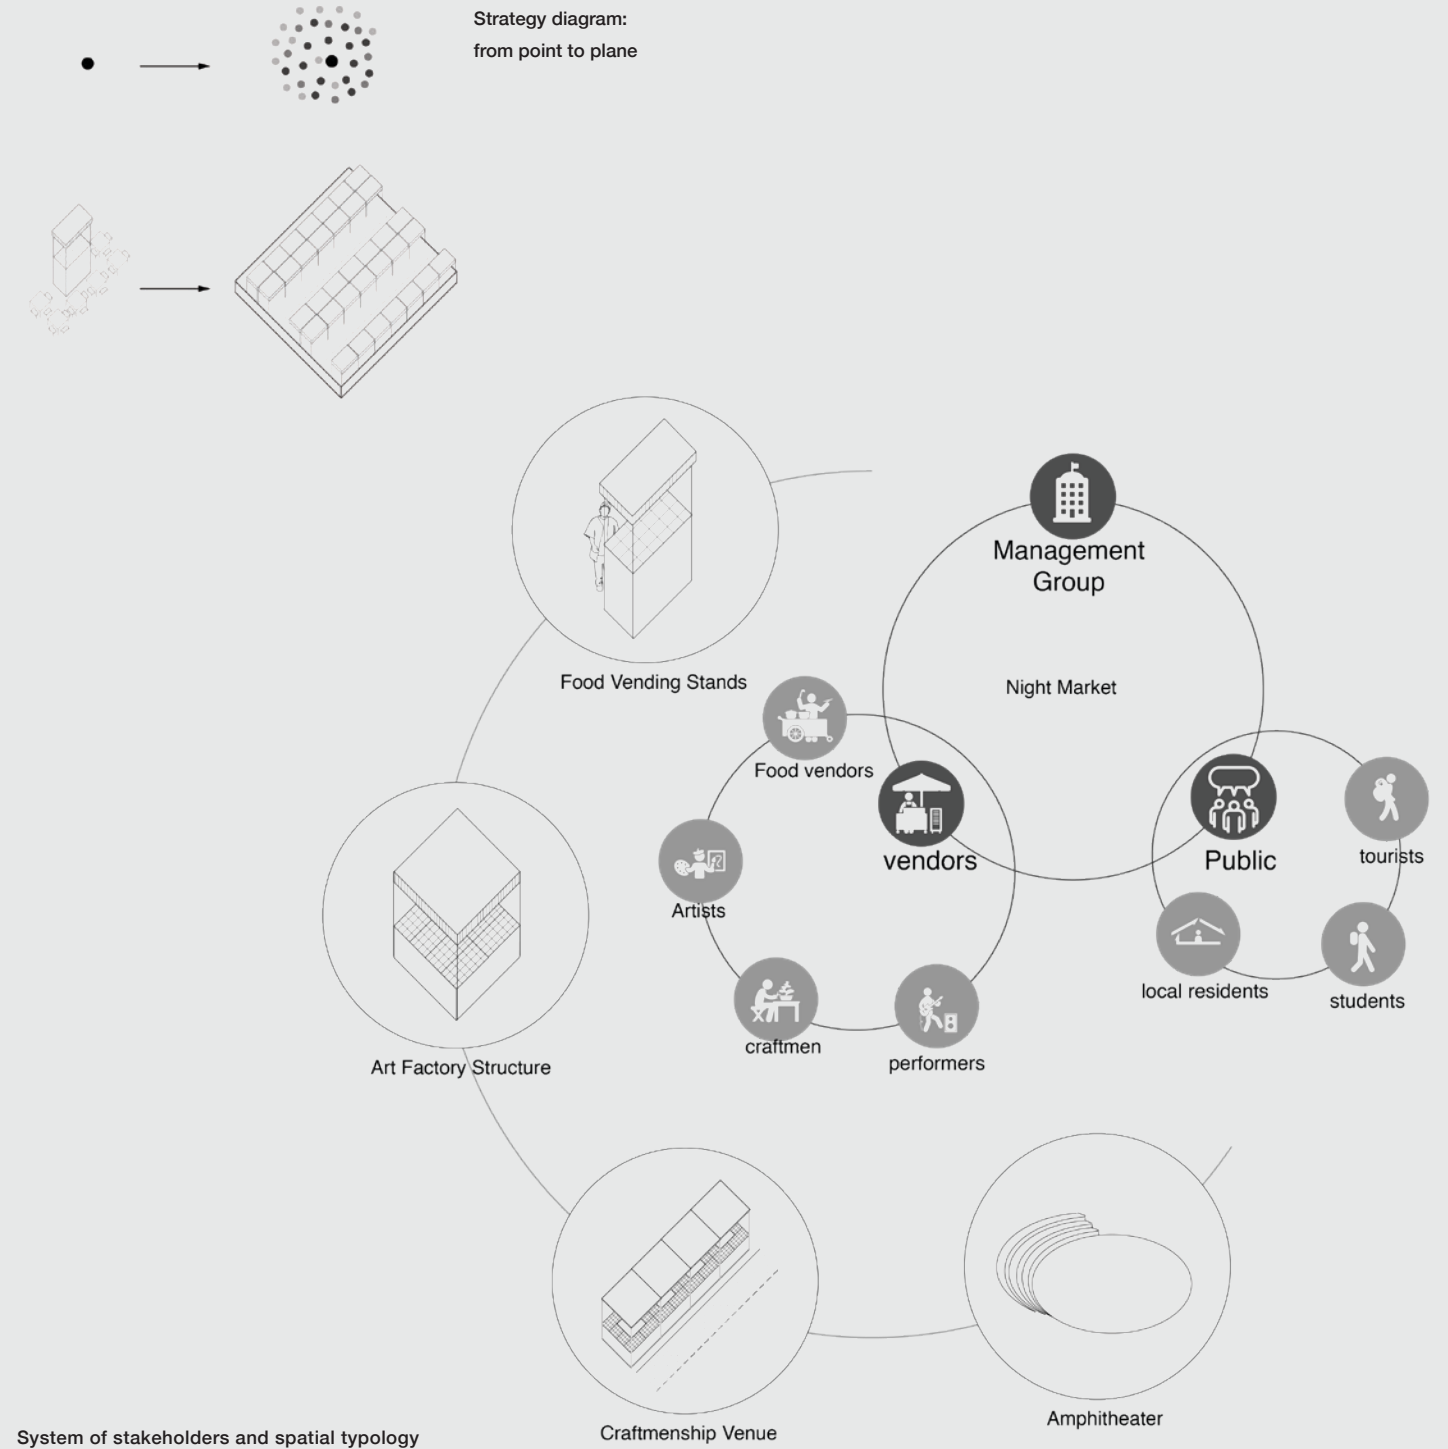 Strategy diagram:
from point to plane
Management
Group
Food Vending Stands
Night Market
Food vendors
vendors
Public
tourists
Artists
local residents
students
craftmen
performers
Art Factory Structure
Amphitheater
Craftmenship Venue
System of stakeholders and spatial typology